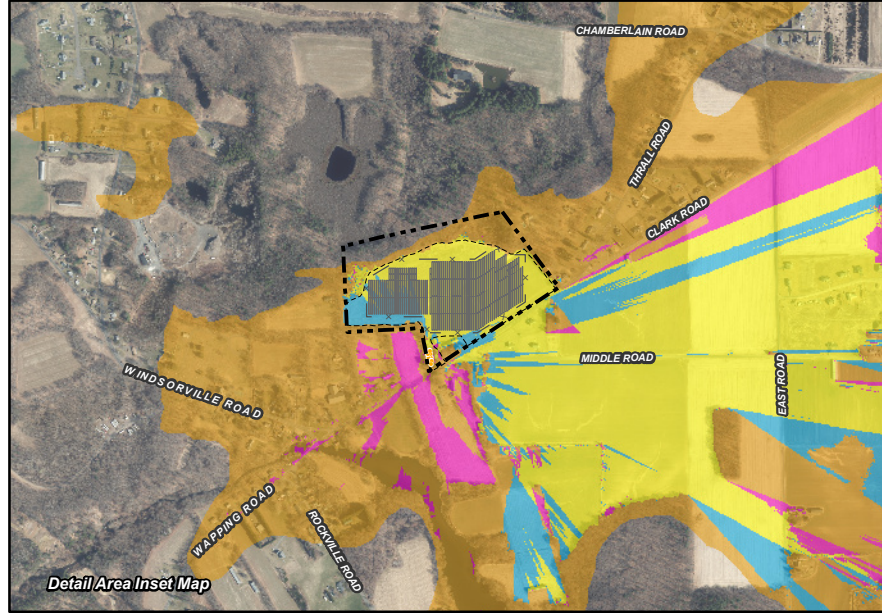 CHAMBERLAIN ROAD
THRALL ROAD
CLARK ROAD
MIDDLE ROAD
EAST ROAD
WINDSORVILLE ROAD
WAPPING ROAD
ROCKVILLE ROAD
Detail Area Inset Map